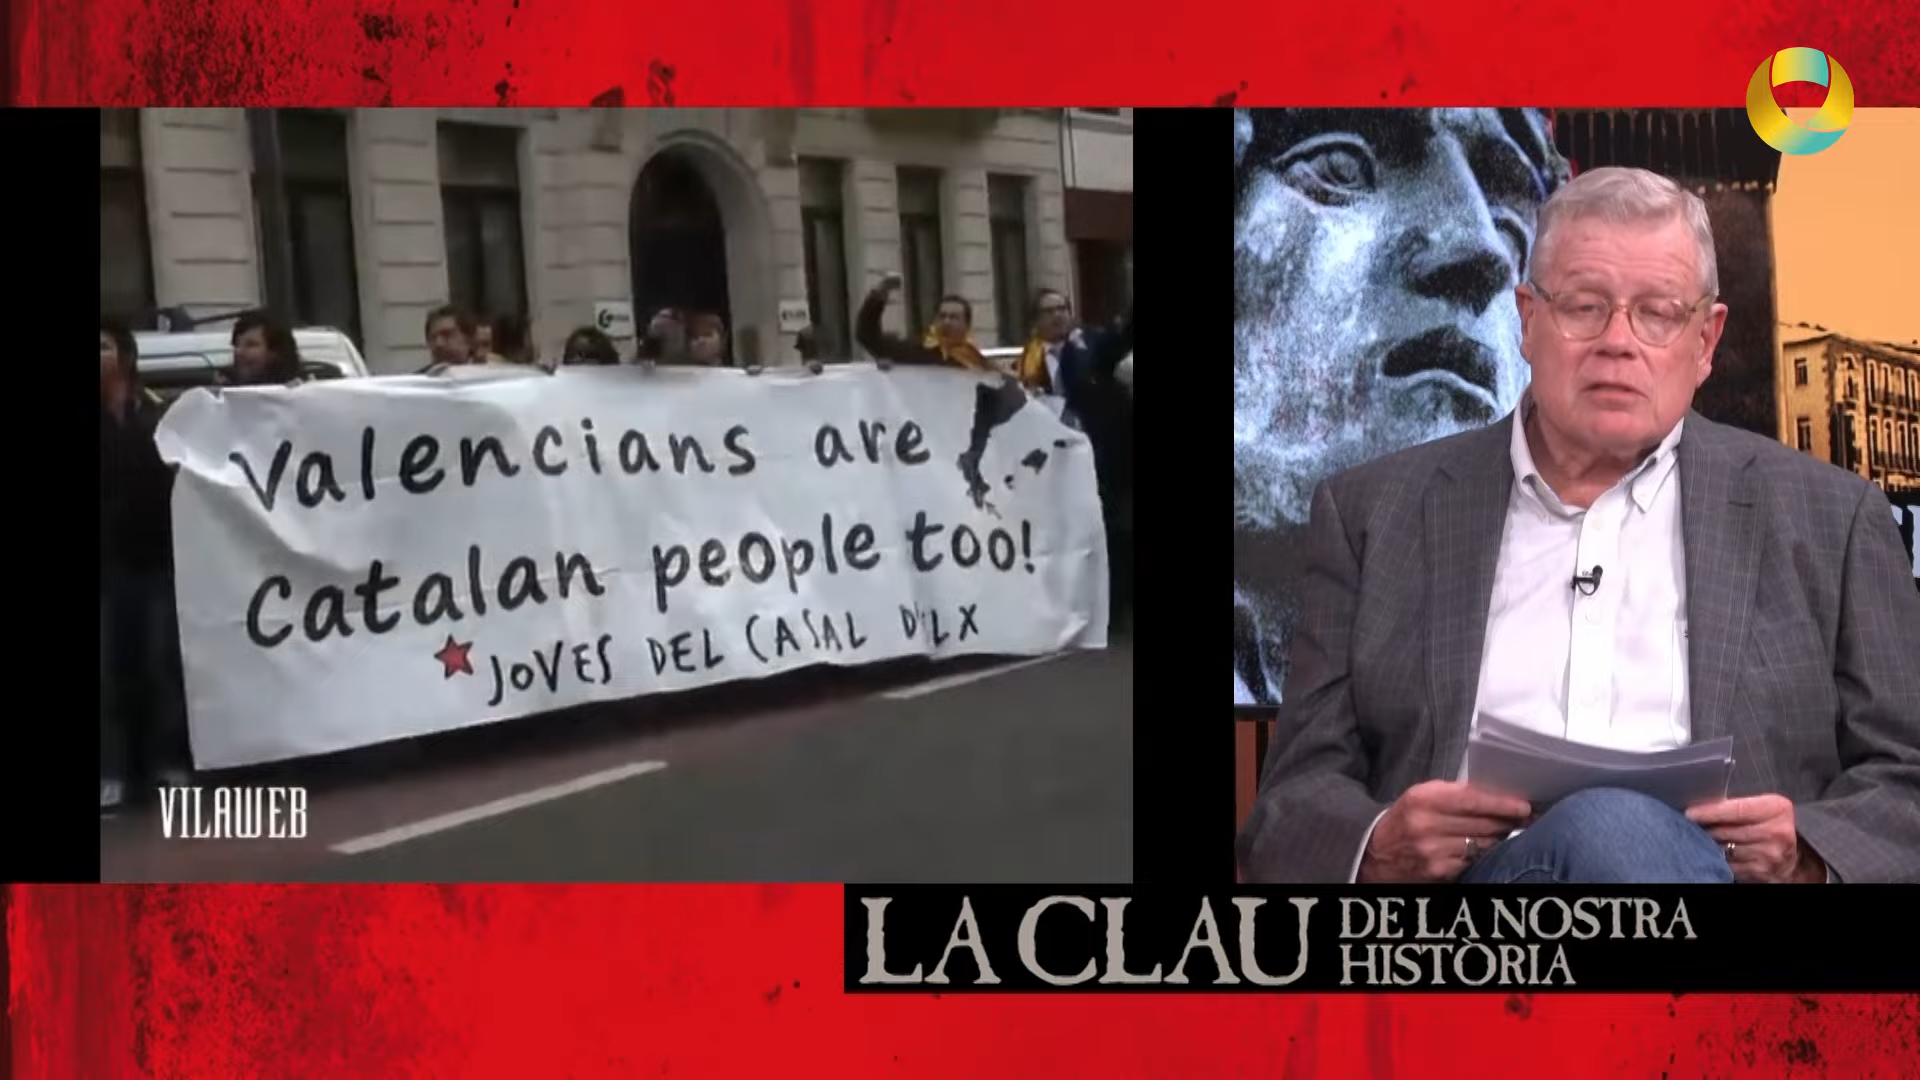 Valencians are
Catalan people too!
JOVES DEL CASAL D'LX
VILAWEB
LA CLAU
DE LA NOSTRA
HISTÒRIA